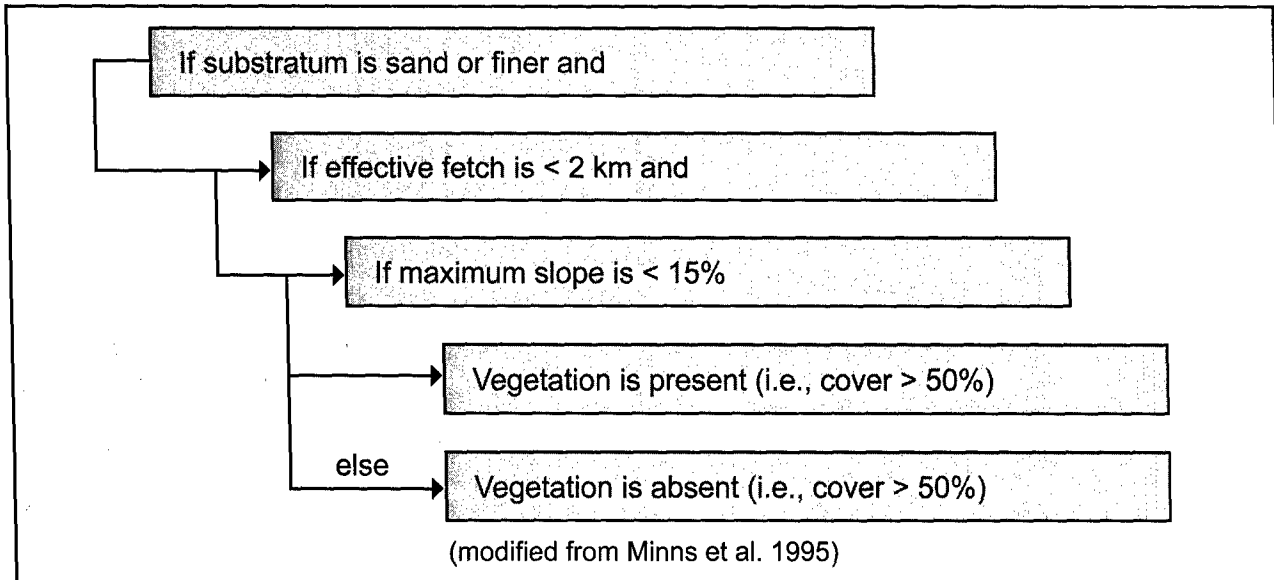 If substratum is sand or finer and
If effective fetch is < 2 km and
If maximum slope is < 15%
Vegetation is present (i.e., cover > 50%)
else
Vegetation is absent (i.e., cover > 50%)
(modified from Minns et al. 1995)